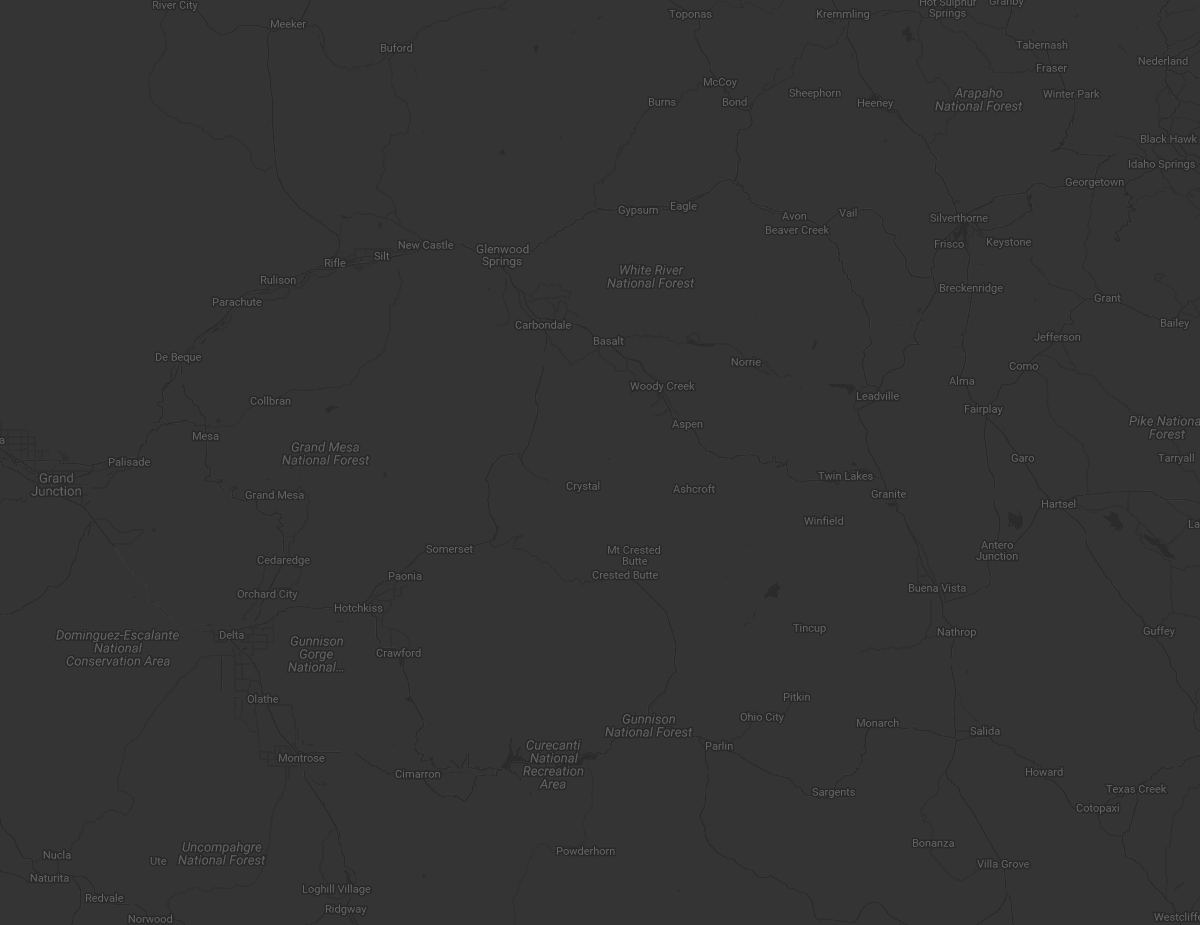 River City
Meeker
Toponas
Kremmling
Hot Sulphur
Springs
Granby
Buford
Tabernash
Nederland
Fraser
McCoy
Sheephorn
Arapaho
National Forest
Winter Park
Burns
Bond
Heeney
Black Hawk
Idaho Springs
Georgetown
Gypsum
Eagle
Avon
Vail
Silverthorne
Beaver Creek
New Castle
Glenwood
Springs
Frisco
Keystone
Silt
Rifle
White River
National Forest
Rulison
Breckenridge
Parachute
Grant
Carbondale
Bailey
Basalt
Jefferson
De Beque
Norrie
Como
Woody Creek
Alma
Collbran
Leadville
Fairplay
Aspen
Pike Nationa
Forest
a
Mesa
Grand Mesa
National Forest
Palisade
Garo
Tarryall
Grand
Junction
Crystal
Ashcroft
Twin Lakes
Grand Mesa
Granite
Hartsel
Winfield
La
Somerset
Mt Crested
Butte
Antero
Junction
Cedaredge
Paonia
Crested Butte
Buena Vista
Orchard City
Hotchkiss
Dominguez-Escalante
National
Conservation Area
Delta
Gunnison
Gorge
National...
Tincup
Nathrop
Guffey
Crawford
Olathe
Pitkin
Gunnison
National Forest
Ohio City
Monarch
Salida
Montrose
Curecanti
National
Recreation
Area
Parlin
Cimarron
Howard
Sargents
Texas Creek
Cotopaxi
Nucla
Ute
Uncompahgre
National Forest
Powderhorn
Bonanza
Villa Grove
Naturita
Loghill Village
Redvale
Ridgway
Norwood
Westcliffe